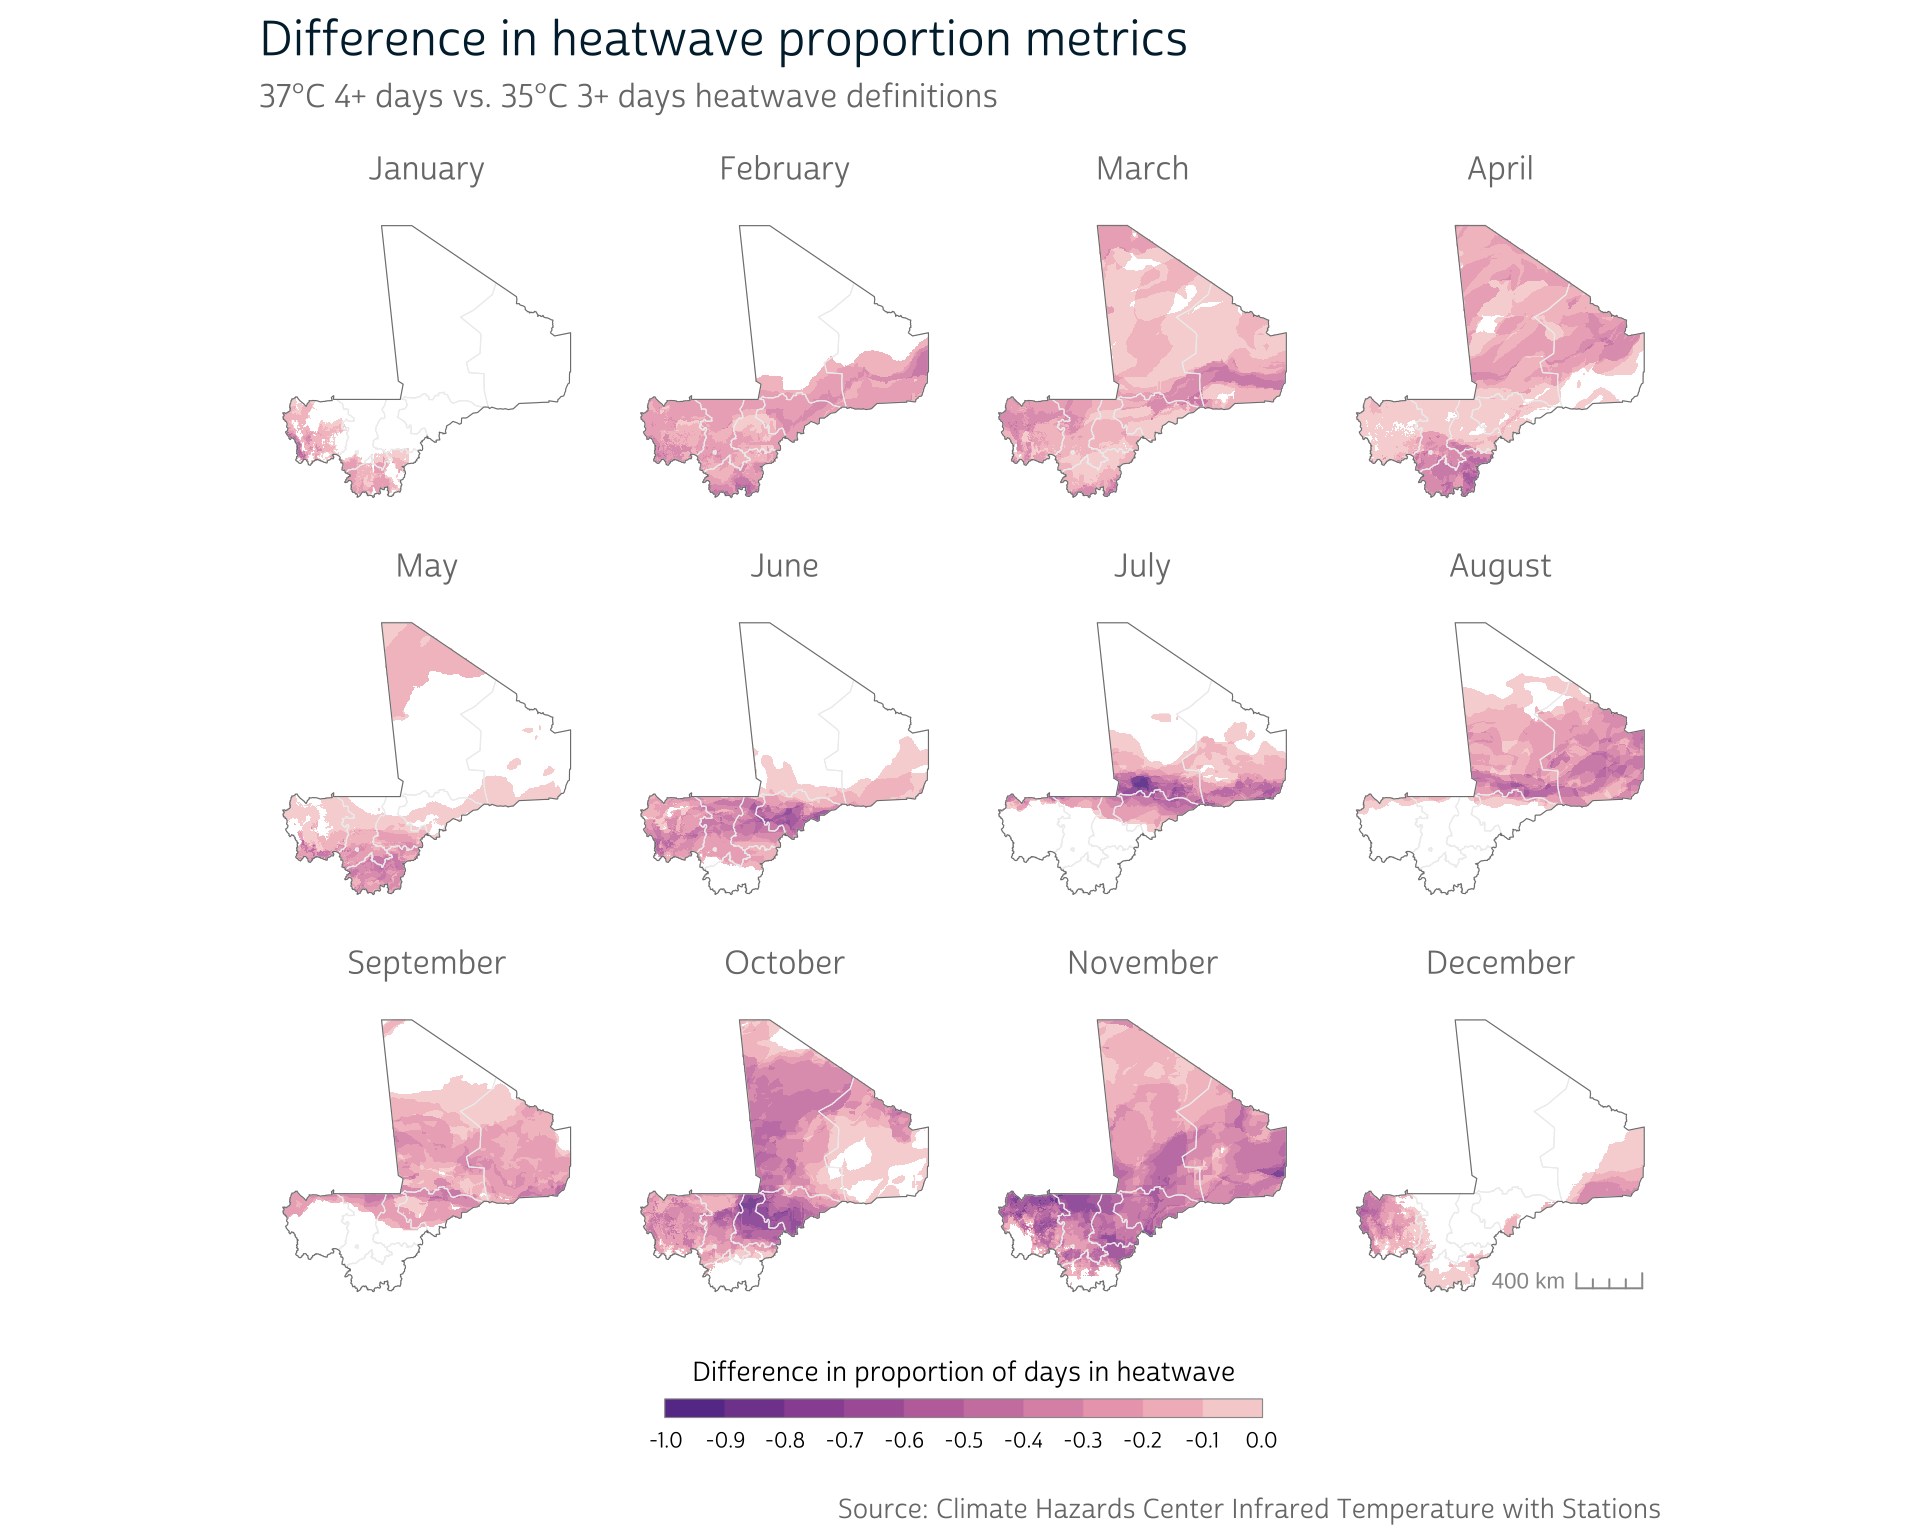 Difference in heatwave proportion metrics
37°C 4+ days vs. 35°C 3+ days heatwave definitions
January February March April
May June July August
September October November December
400 km
Difference in proportion of days in heatwave
-1.0 -0.9 -0.8 -0.7 -0.6 -0.5 -0.4 -0.3 -0.2 -0.1 0.0
Source: Climate Hazards Center Infrared Temperature with Stations